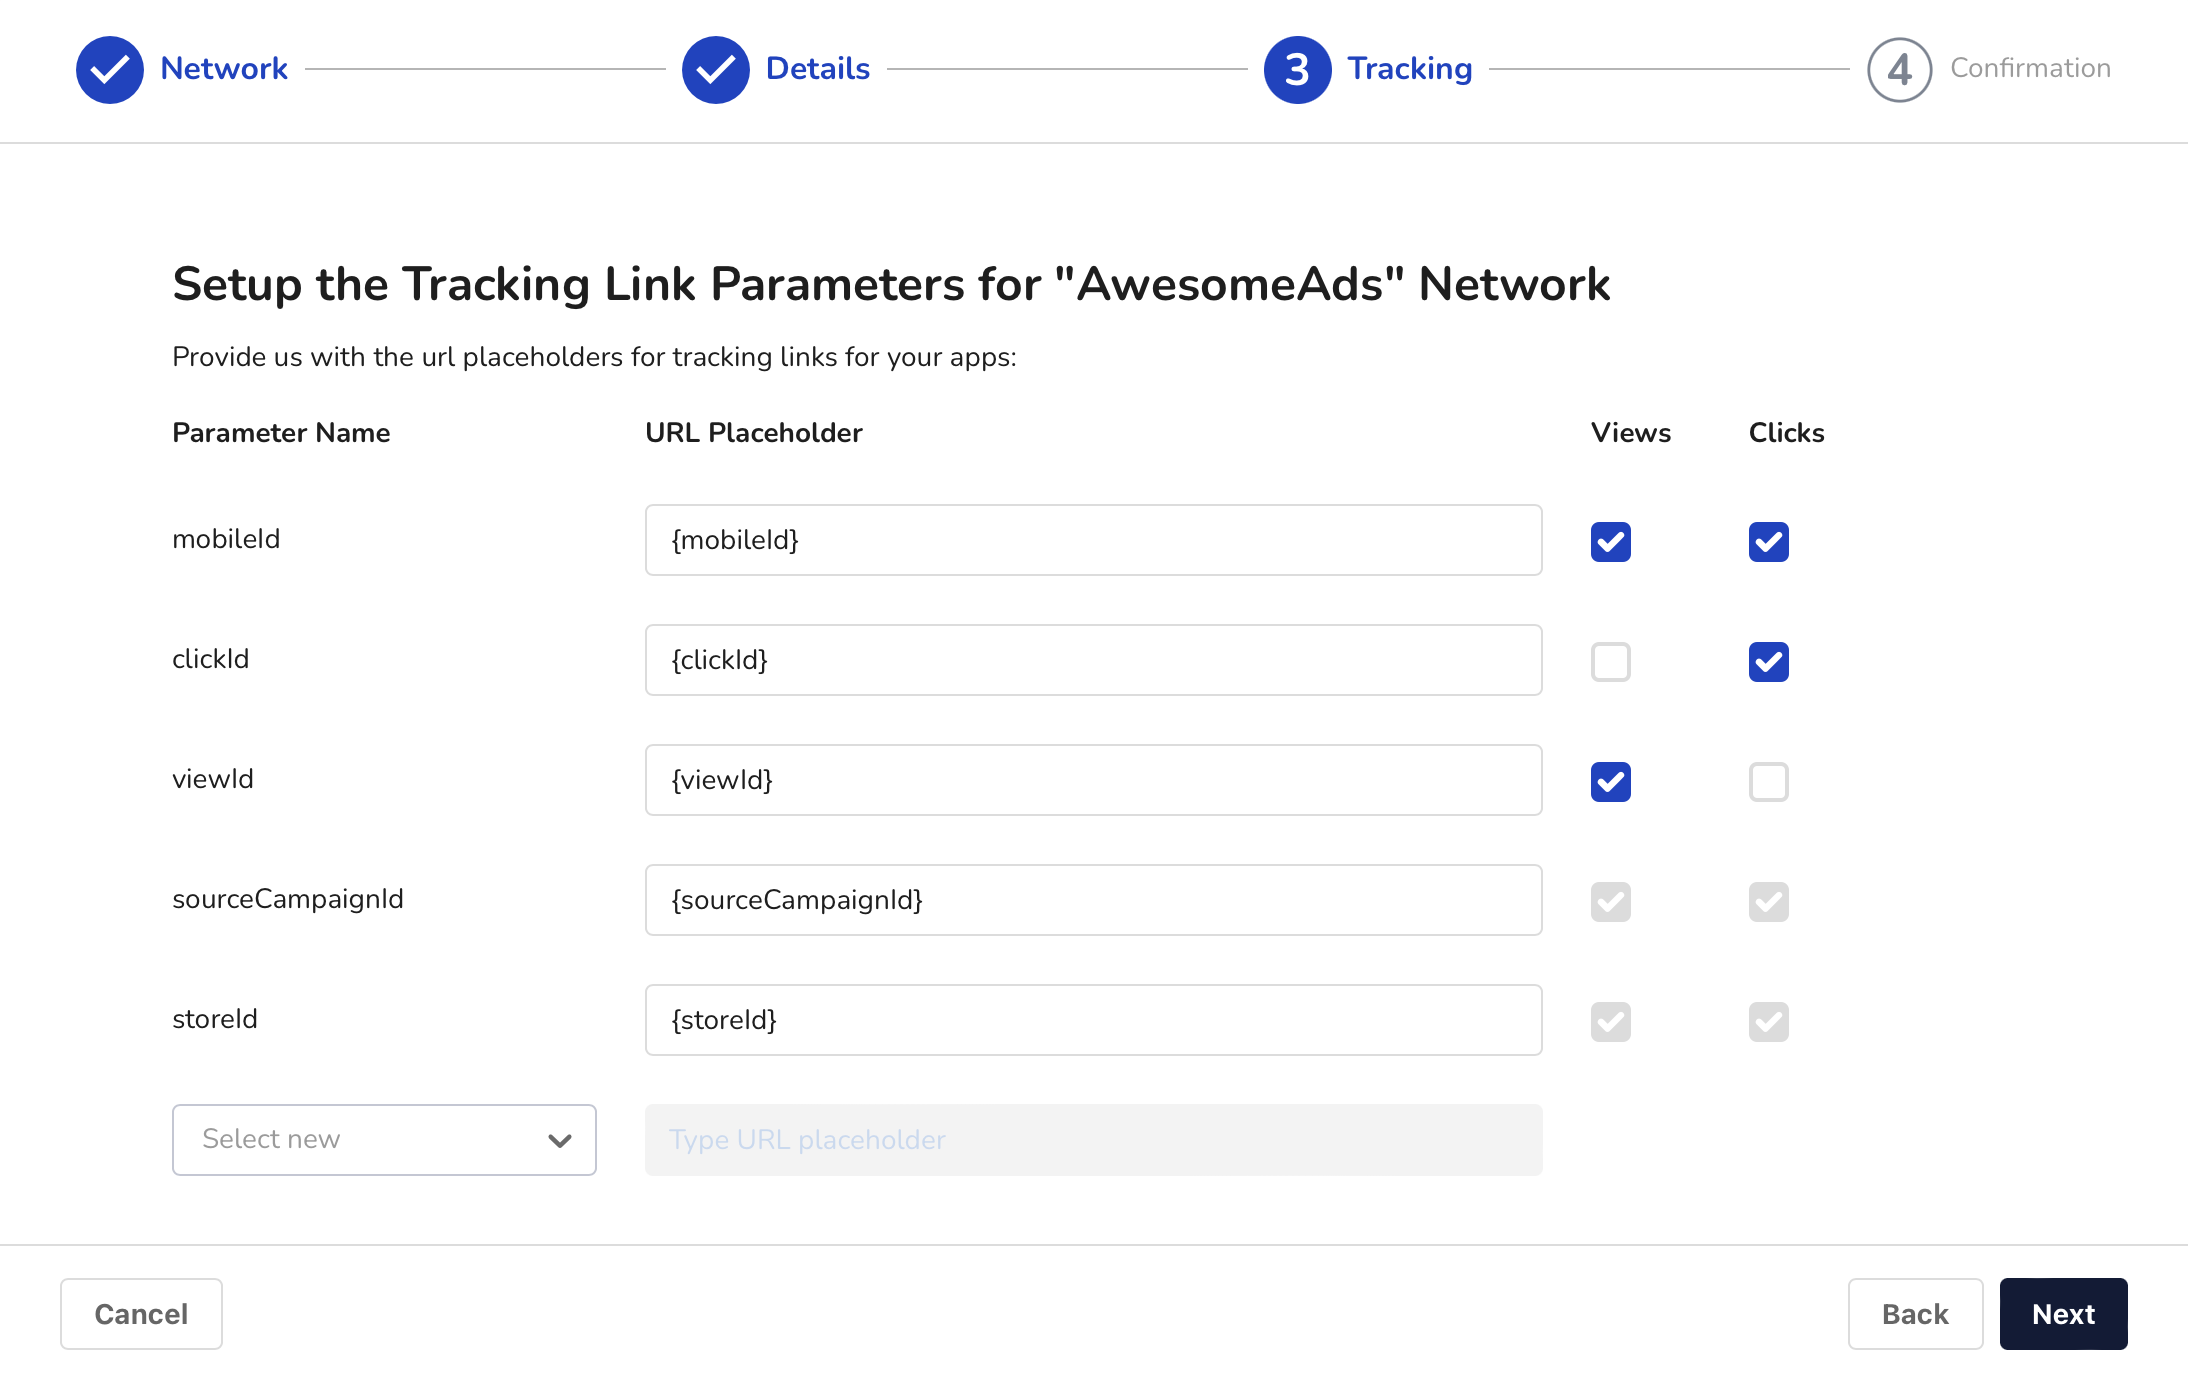 Network
Details
3 Tracking
4 Confirmation
Setup the Tracking Link Parameters for "AwesomeAds" Network
Provide us with the url placeholders for tracking links for your apps:
Parameter Name URL Placeholder Views Clicks
mobileId {mobileId}
clickId {clickId}
viewId {viewId}
sourceCampaignId {sourceCampaignId}
storeId {storeId}
Select new Type URL placeholder
Cancel Back Next